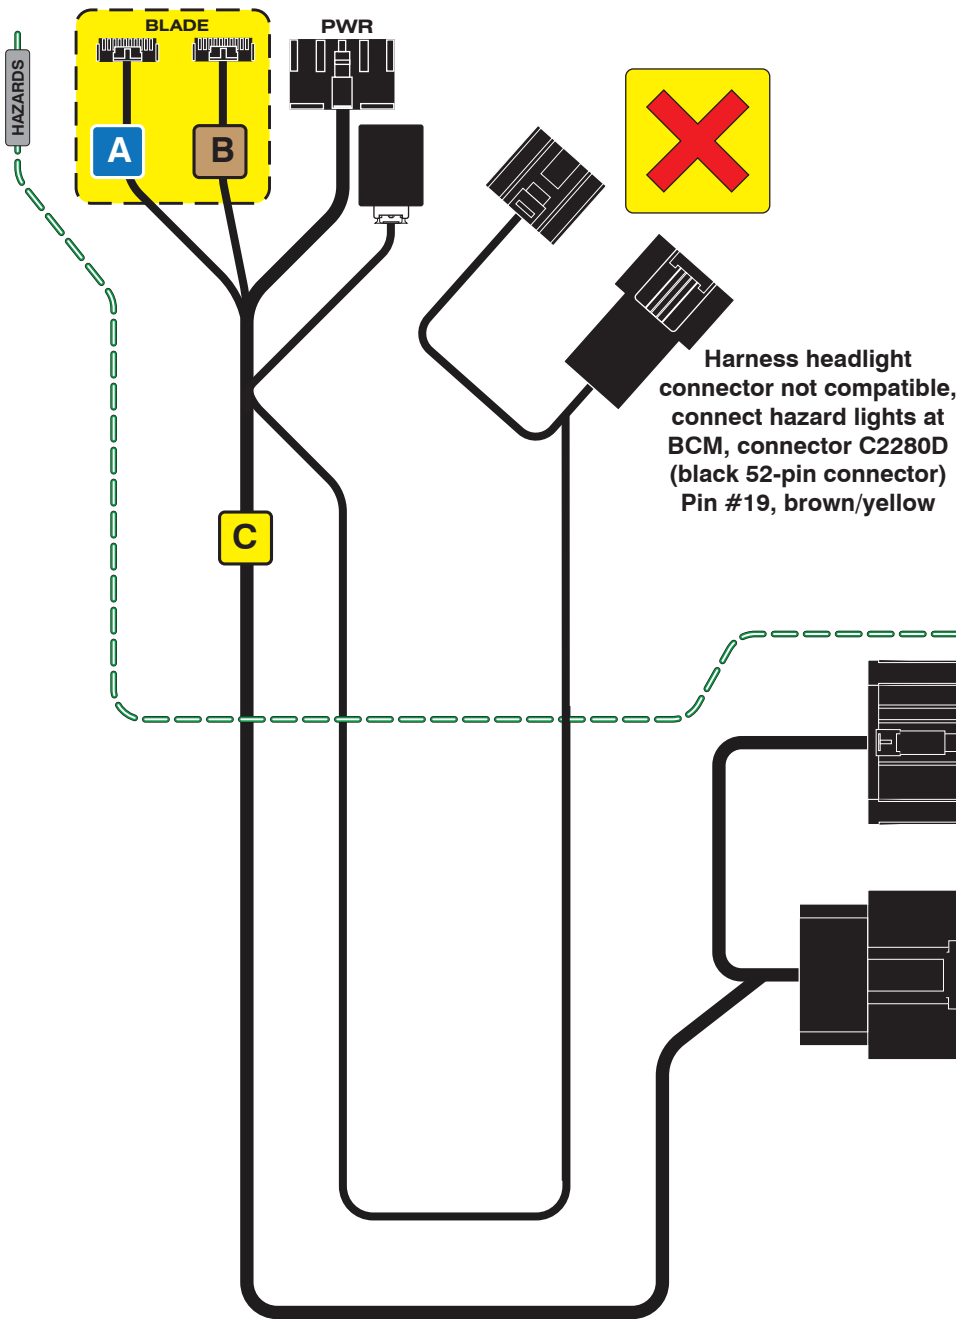 BLADE
PWR
HAZARDS
A
B
Harness headlight
connector not compatible,
connect hazard lights at
BCM, connector C2280D
(black 52-pin connector)
Pin #19, brown/yellow
C